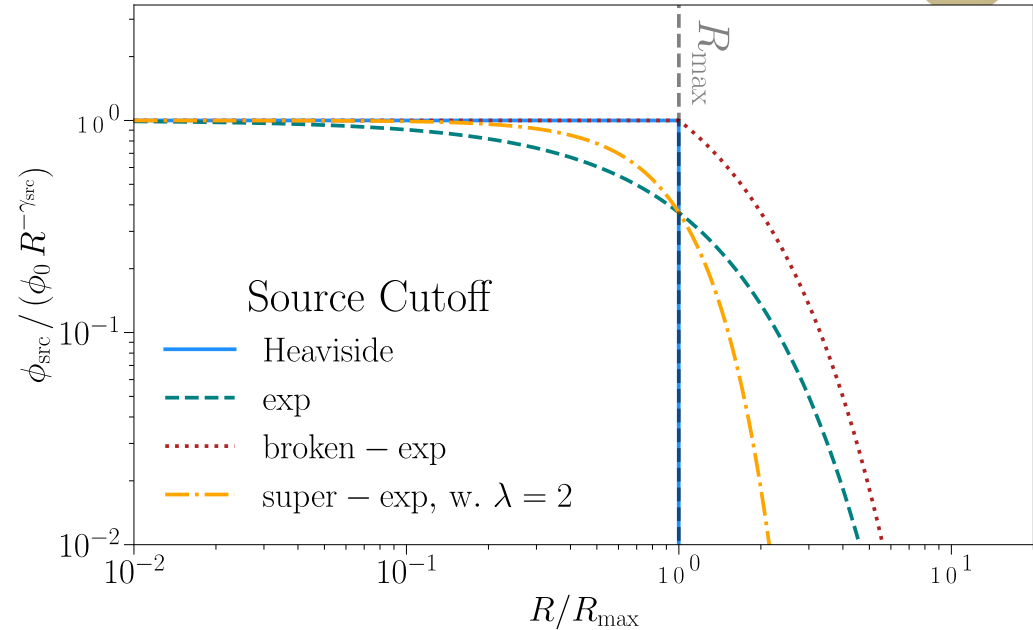 R_max
10^0
10^{-1}
10^{-2}
ϕ_src / (ϕ_0 R^{-γ_src})
Source Cutoff
Heaviside
exp
broken − exp
super − exp, w. λ = 2
10^{-2}
10^{-1}
10^0
10^1
R/R_max